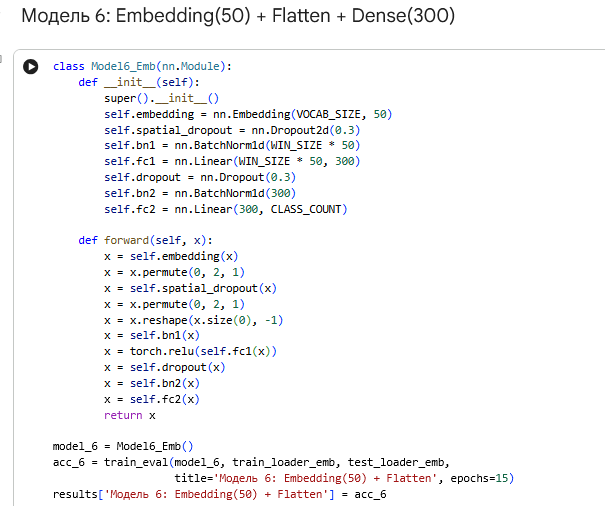 Модель 6: Embedding(50) + Flatten + Dense(300)
class Model6_Emb(nn.Module):
    def __init__(self):
        super().__init__()
        self.embedding = nn.Embedding(VOCAB_SIZE, 50)
        self.spatial_dropout = nn.Dropout2d(0.3)
        self.bn1 = nn.BatchNorm1d(WIN_SIZE * 50)
        self.fc1 = nn.Linear(WIN_SIZE * 50, 300)
        self.dropout = nn.Dropout(0.3)
        self.bn2 = nn.BatchNorm1d(300)
        self.fc2 = nn.Linear(300, CLASS_COUNT)
    def forward(self, x):
        x = self.embedding(x)
        x = x.permute(0, 2, 1)
        x = self.spatial_dropout(x)
        x = x.permute(0, 2, 1)
        x = x.reshape(x.size(0), -1)
        x = self.bn1(x)
        x = torch.relu(self.fc1(x))
        x = self.dropout(x)
        x = self.bn2(x)
        x = self.fc2(x)
        return x
model_6 = Model6_Emb()
acc_6 = train_eval(model_6, train_loader_emb, test_loader_emb,
                   title='Модель 6: Embedding(50) + Flatten', epochs=15)
results['Модель 6: Embedding(50) + Flatten'] = acc_6